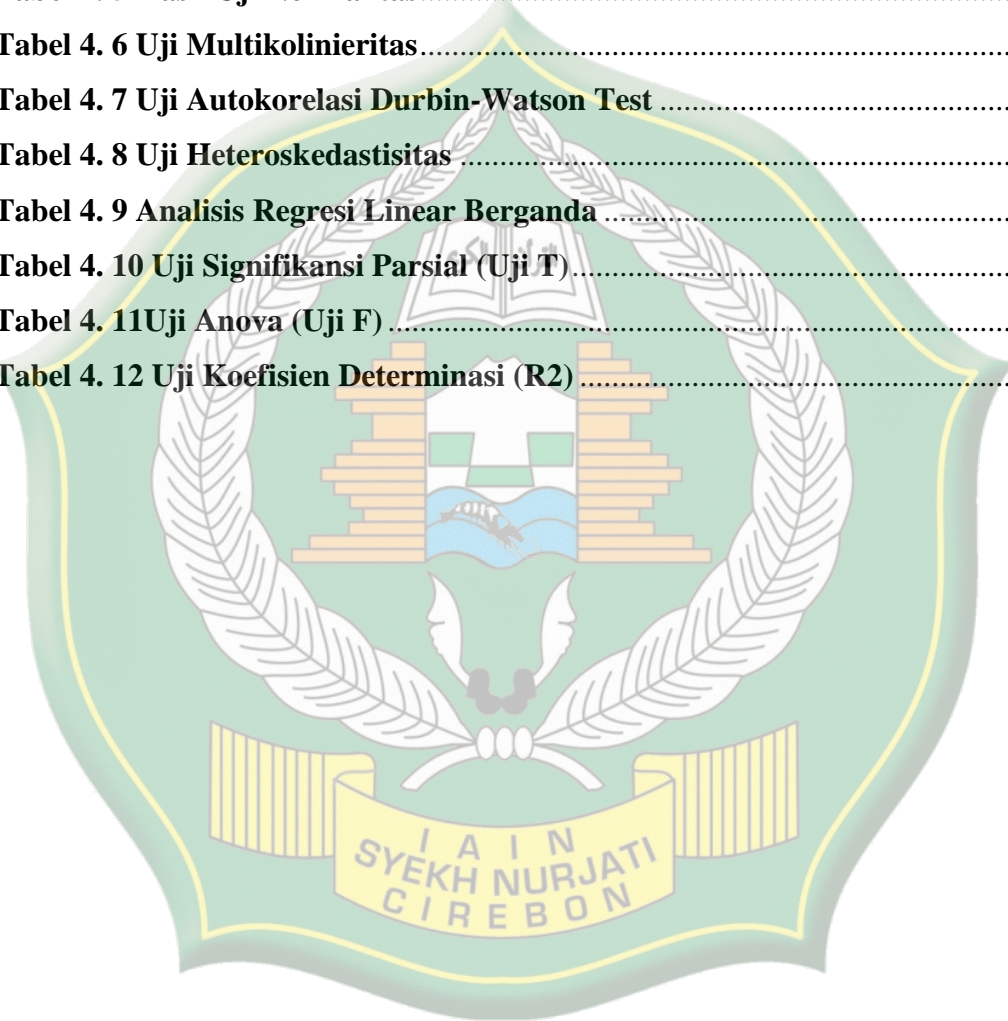 Tabel 4. 6 Uji Multikolinieritas
Tabel 4. 7 Uji Autokorelasi Durbin-Watson Test
Tabel 4. 8 Uji Heteroskedastisitas
Tabel 4. 9 Analisis Regresi Linear Berganda
Tabel 4. 10 Uji Signifikansi Parsial (Uji T)
Tabel 4. 11Uji Anova (Uji F)
Tabel 4. 12 Uji Koefisien Determinasi (R2)
IAIN
SYEKH NURJATI
CIREBON